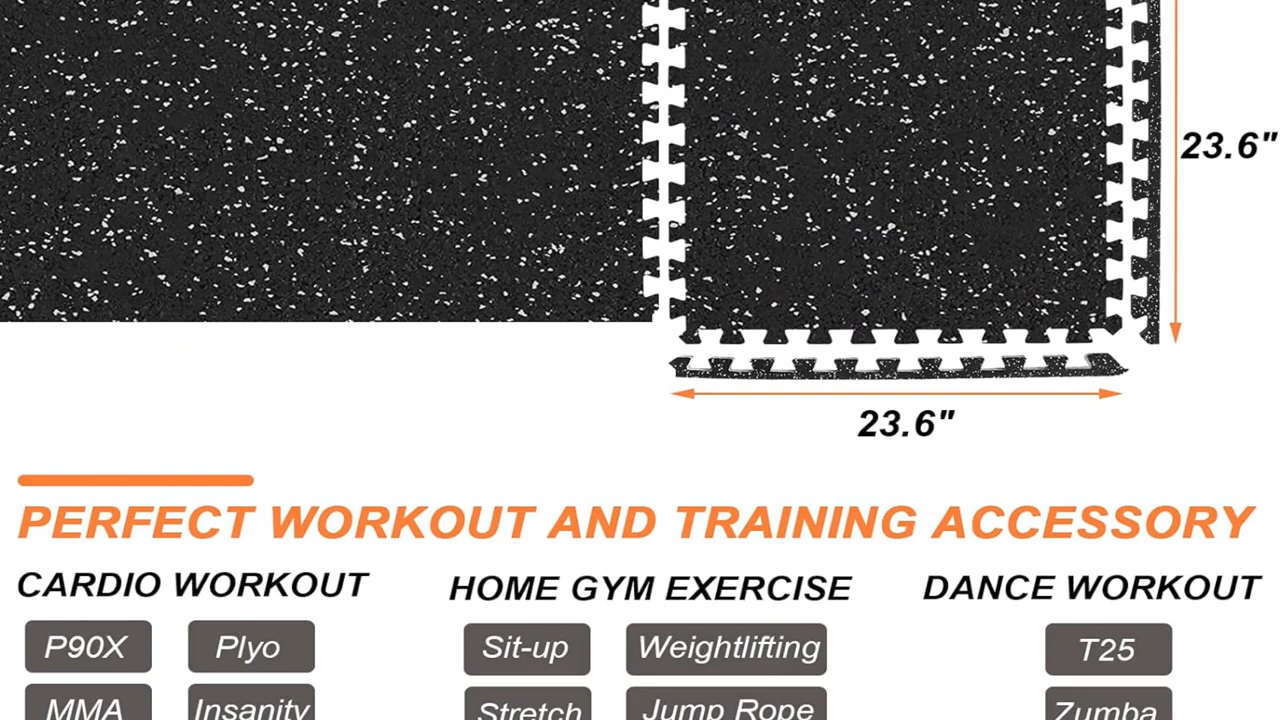 23.6"
23.6"
PERFECT WORKOUT AND TRAINING ACCESSORY
CARDIO WORKOUT
HOME GYM EXERCISE
DANCE WORKOUT
P90X
Plyo
Sit-up
Weightlifting
T25
MMA
Insanity
Stretch
Jump Rope
Zumba